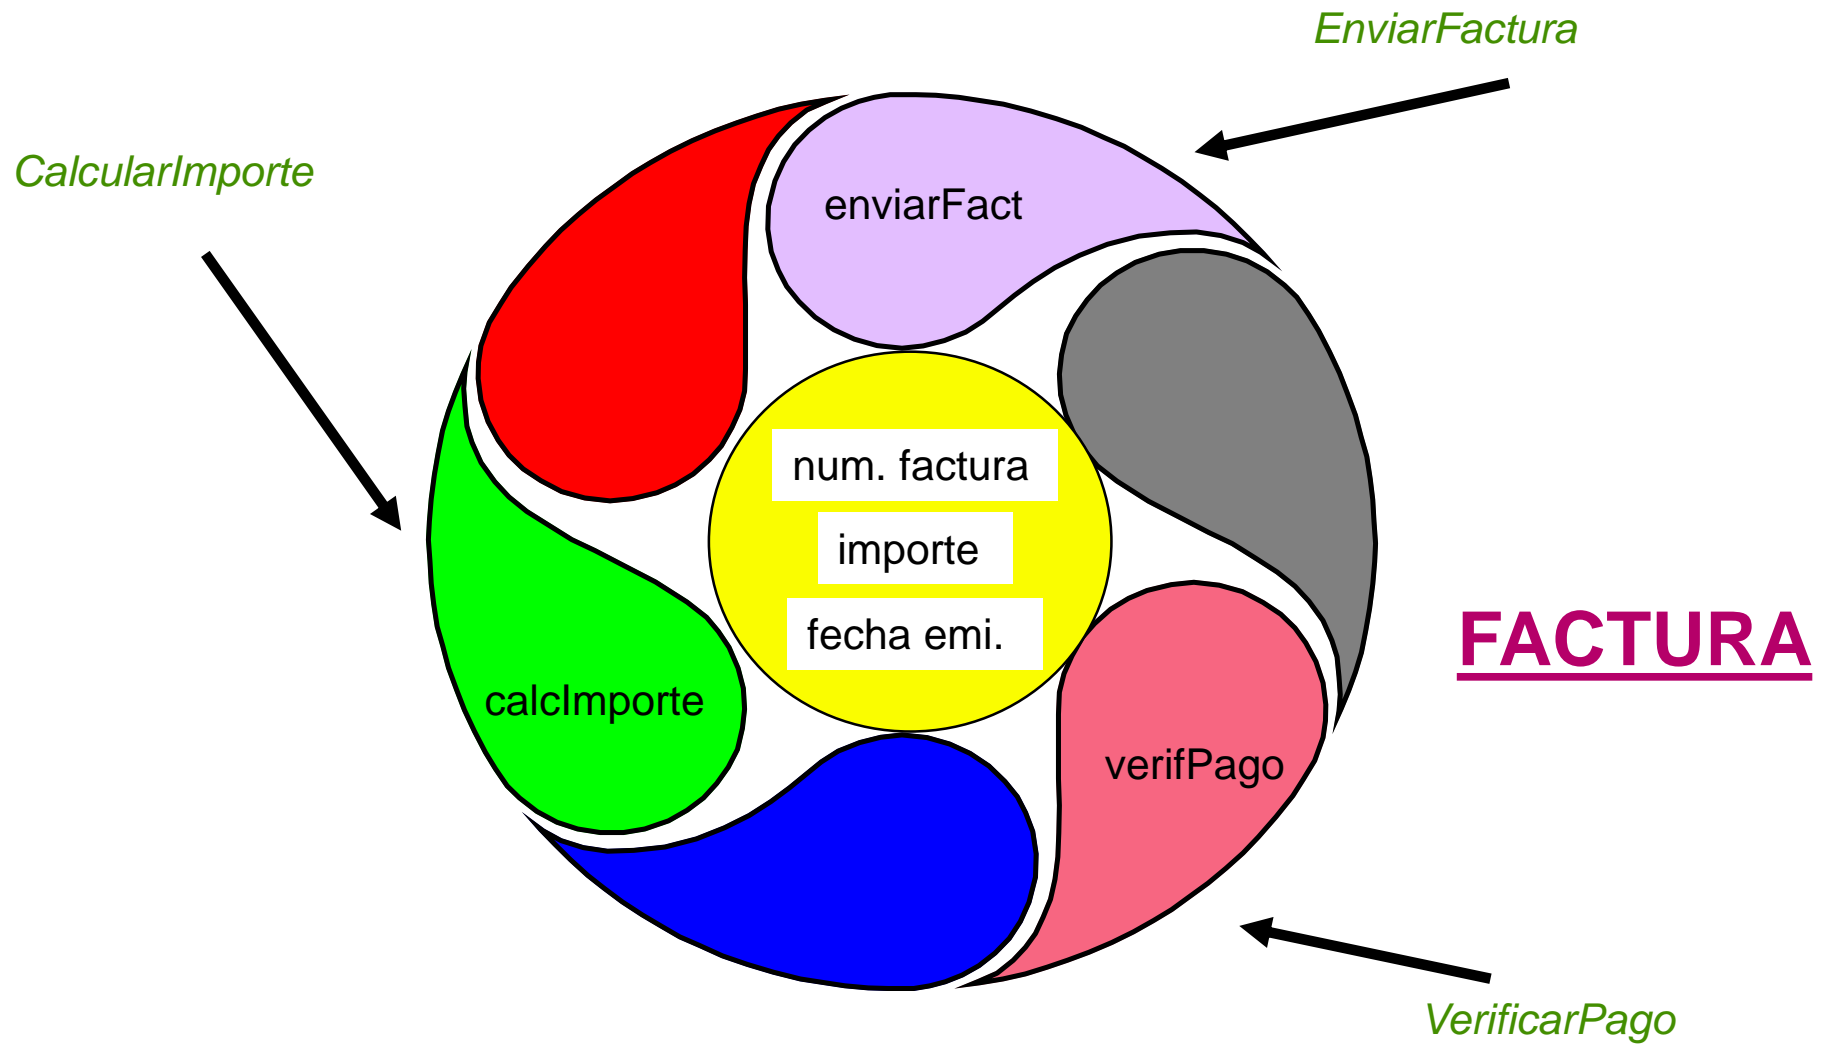 EnviarFactura
CalcularImporte
enviarFact
num. factura
importe
fecha emi.
FACTURA
calcImporte
verifPago
VerificarPago